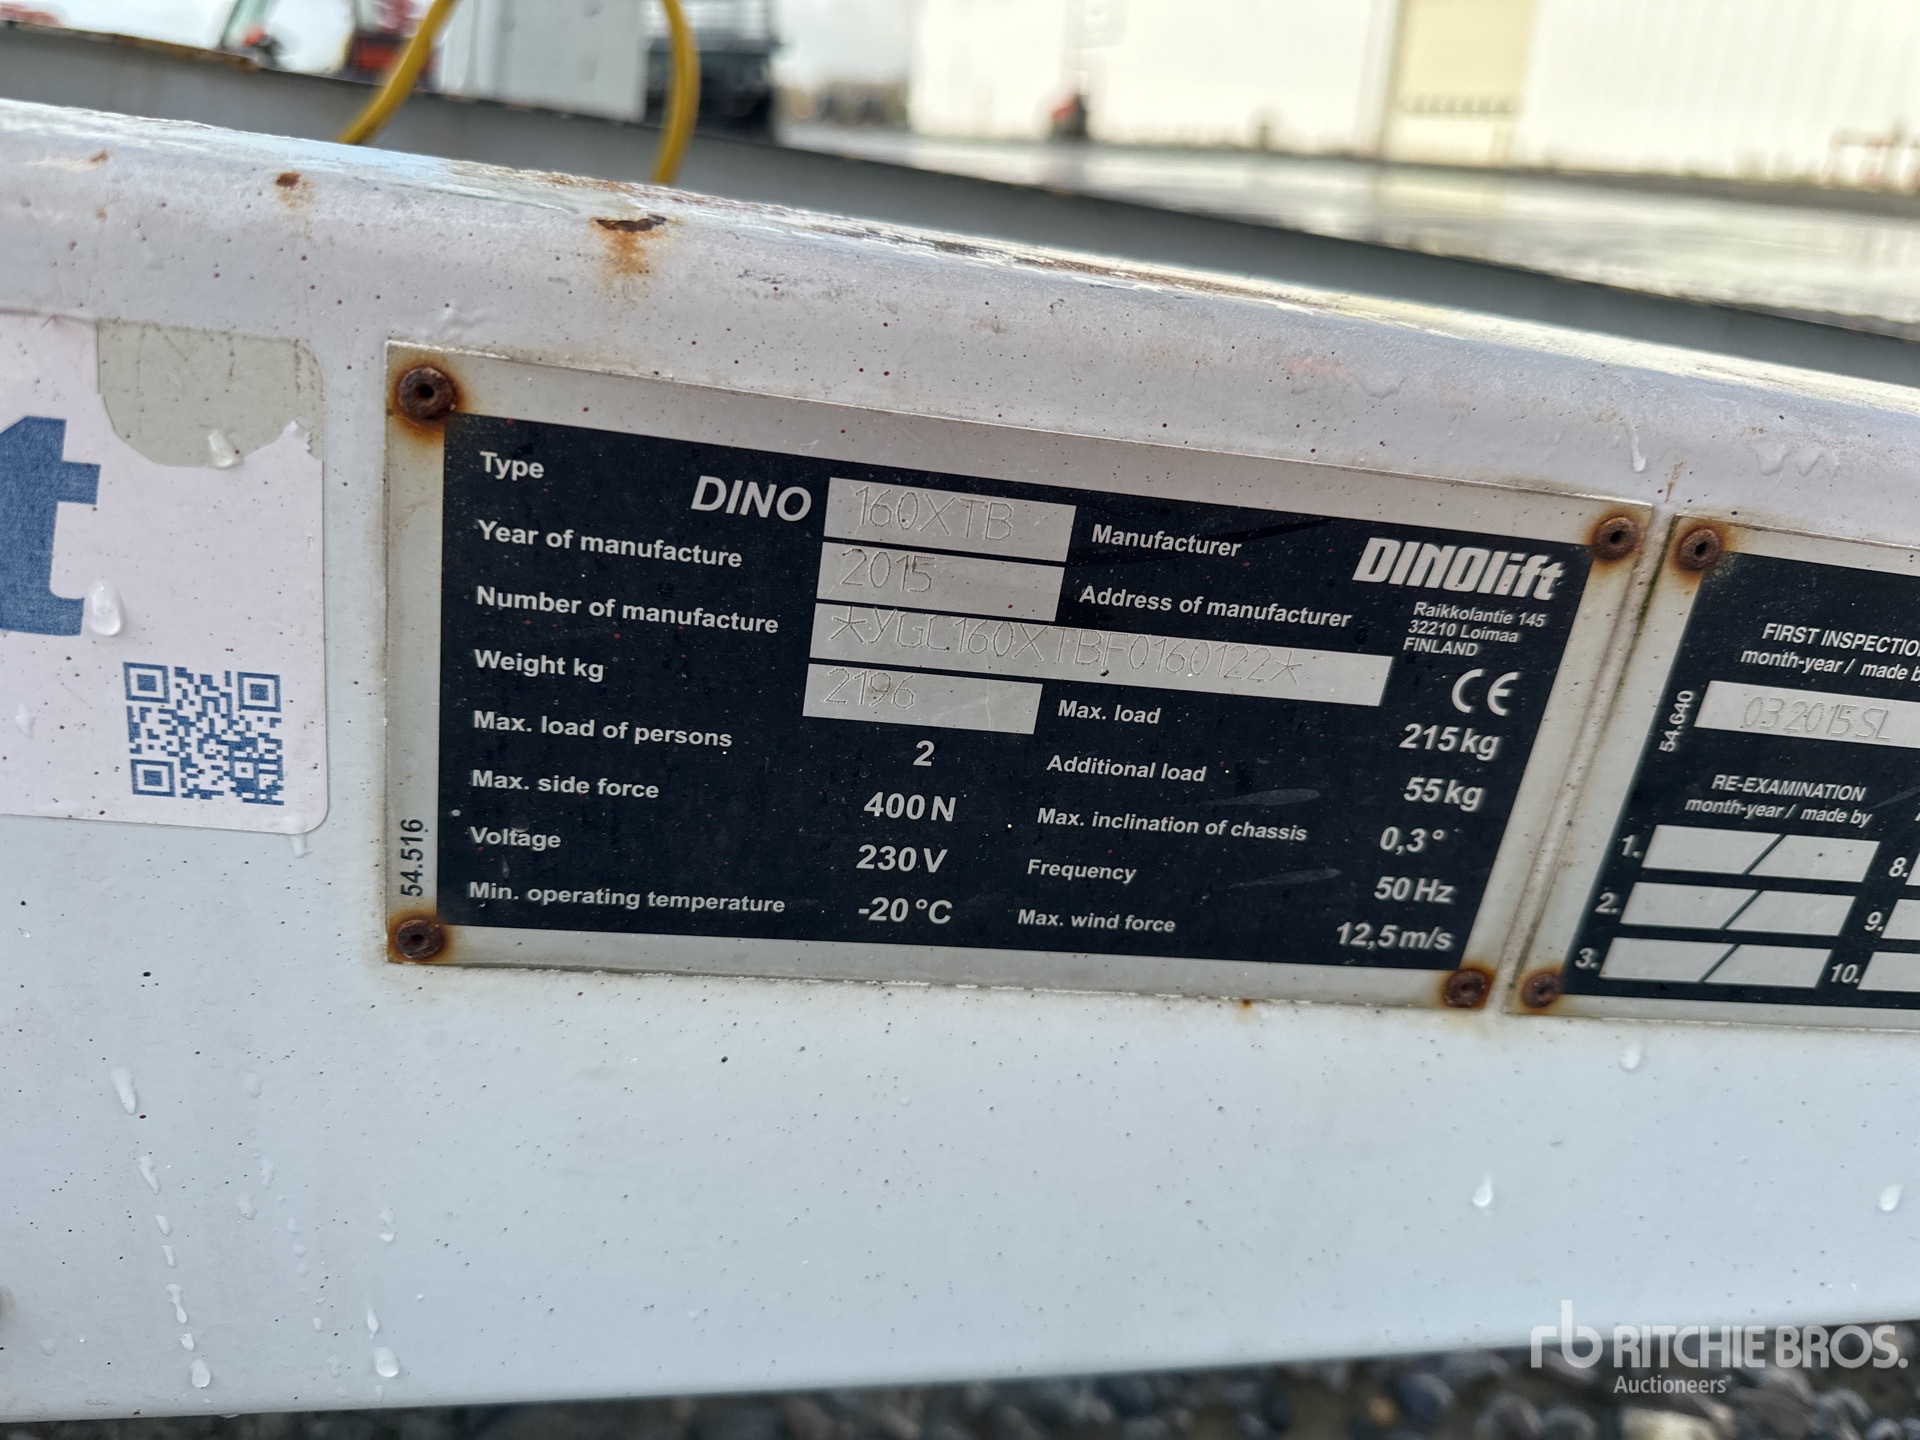 t
Type DINO 160XTB
Year of manufacture 2015
Number of manufacture *YGC160XTBF0160122*
Weight kg 2196
Max. load of persons 2
Max. side force 400 N
Voltage 230 V
Min. operating temperature -20 °C
54.516
Manufacturer DINOlift
Address of manufacturer Raikkolantie 145
32210 Loimaa
FINLAND
CE
Max. load 215 kg
Additional load 55 kg
Max. inclination of chassis 0,3°
Frequency 50 Hz
Max. wind force 12,5 m/s
54.640
FIRST INSPECTION
month-year / made b
03 2015 SL
RE-EXAMINATION
month-year / made by
1. 8.
2. 9.
3. 10.
rb RITCHIE BROS.
Auctioneers